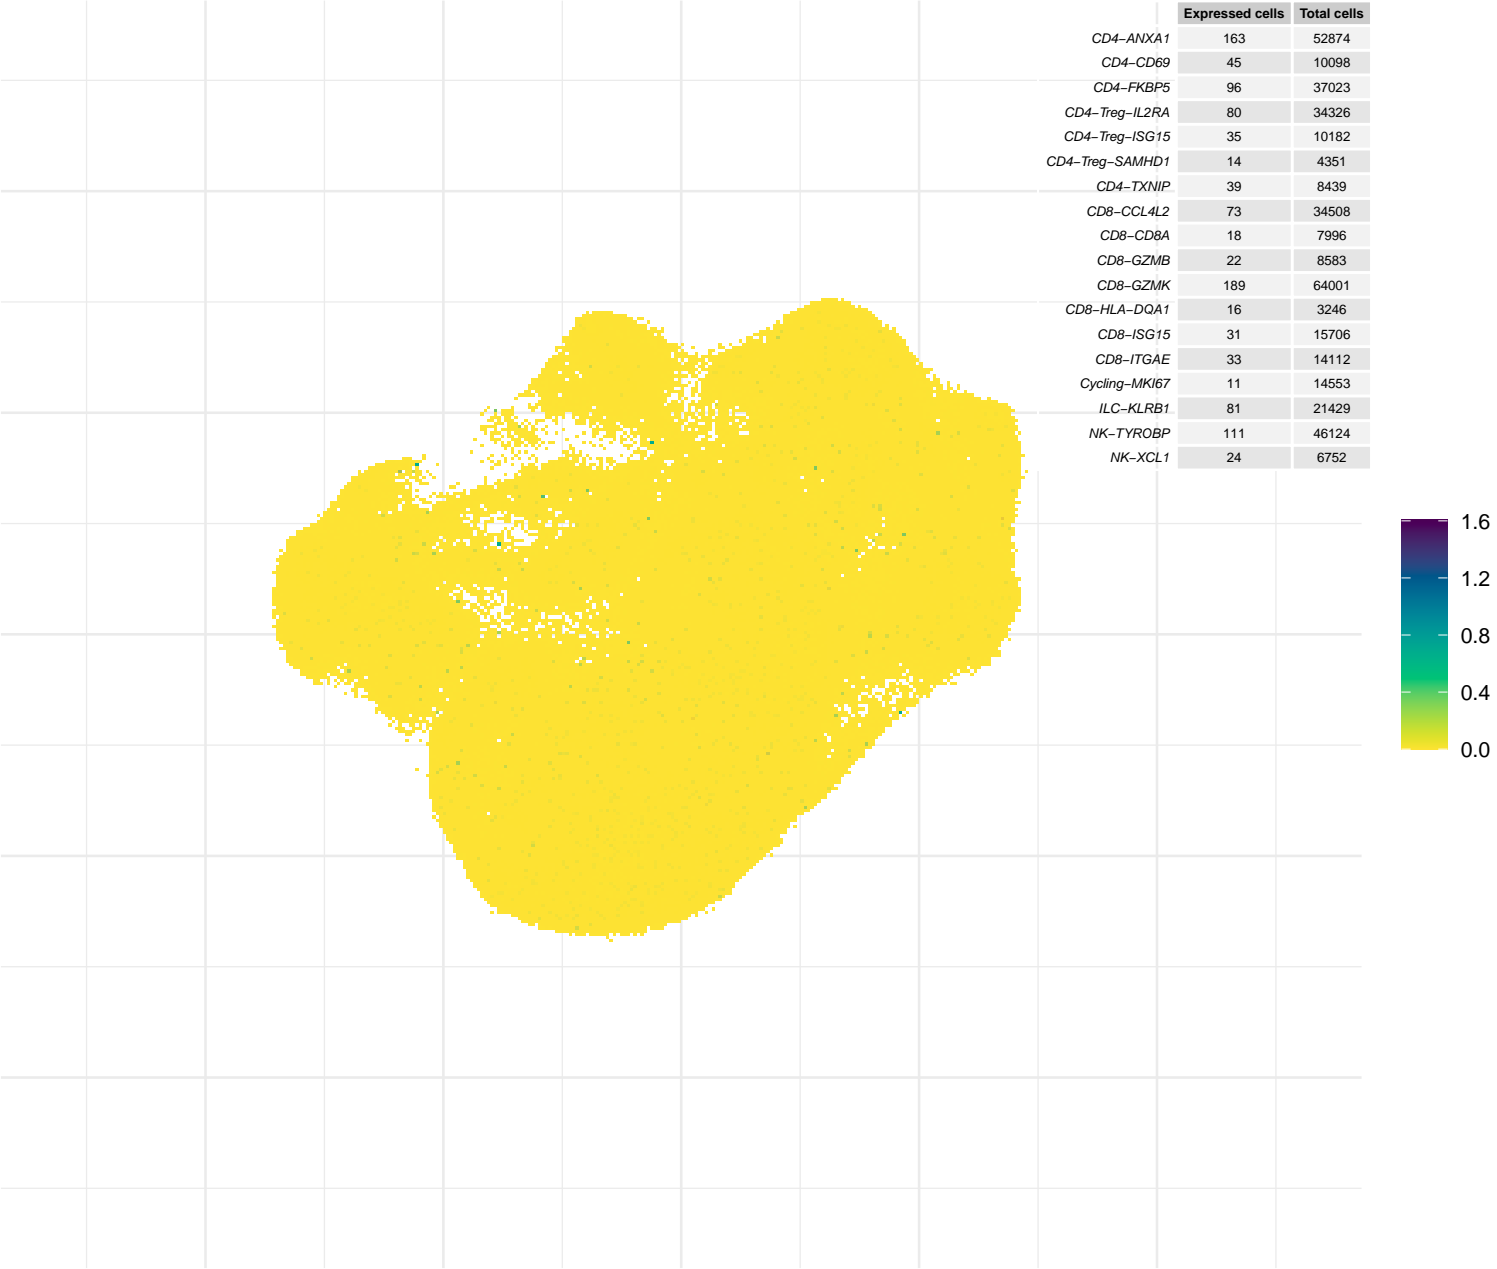 Expressed cells Total cells
CD4−ANXA1 163 52874
CD4−CD69 45 10098
CD4−FKBP5 96 37023
CD4−Treg−IL2RA 80 34326
CD4−Treg−ISG15 35 10182
CD4−Treg−SAMHD1 14 4351
CD4−TXNIP 39 8439
CD8−CCL4L2 73 34508
CD8−CD8A 18 7996
CD8−GZMB 22 8583
CD8−GZMK 189 64001
CD8−HLA−DQA1 16 3246
CD8−ISG15 31 15706
CD8−ITGAE 33 14112
Cycling−MKI67 11 14553
ILC−KLRB1 81 21429
NK−TYROBP 111 46124
NK−XCL1 24 6752
1.6
1.2
0.8
0.4
0.0